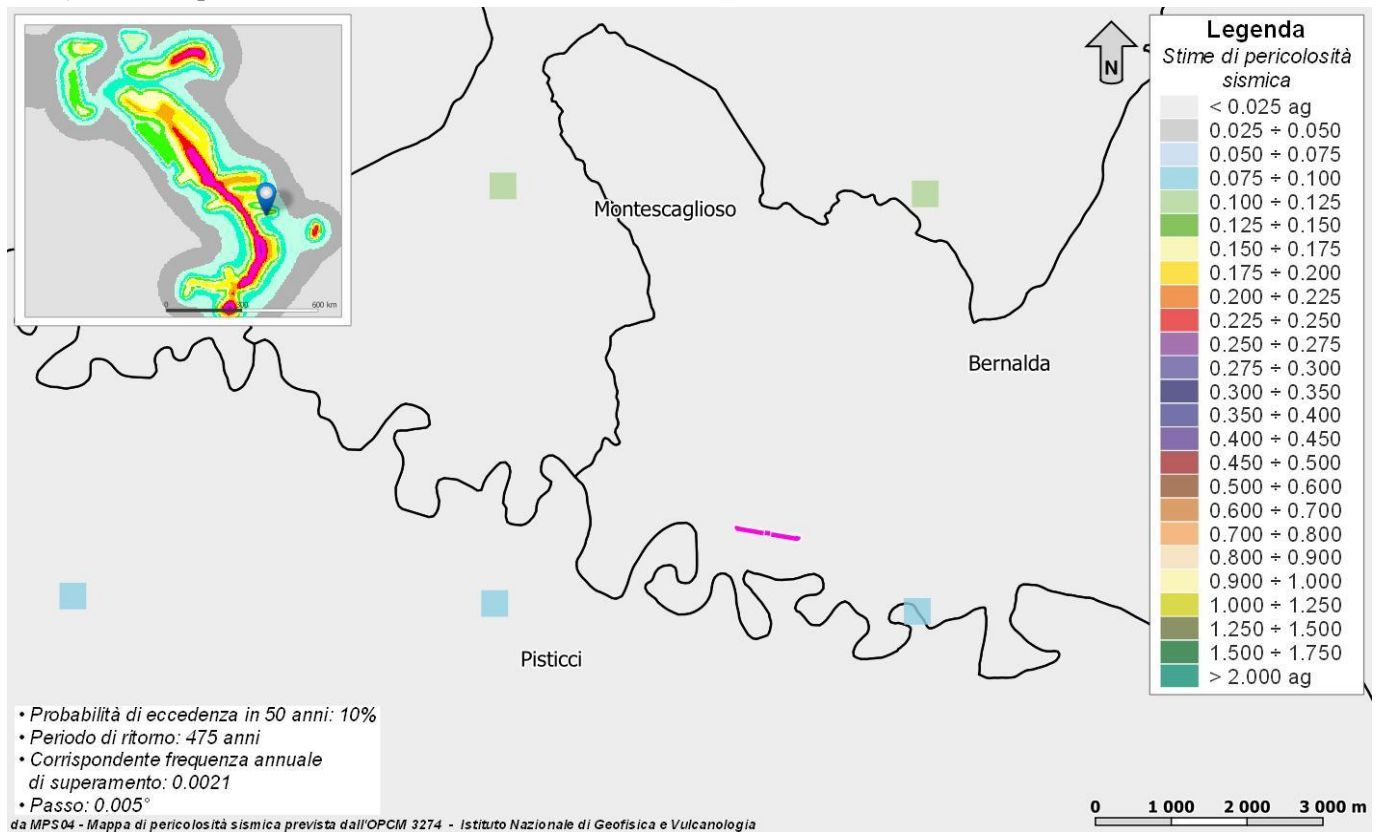 0
300
600 km
N
Montescaglioso
Bernalda
Pisticci
Legenda
Stime di pericolosità
sismica
< 0.025 ag
0.025 ÷ 0.050
0.050 ÷ 0.075
0.075 ÷ 0.100
0.100 ÷ 0.125
0.125 ÷ 0.150
0.150 ÷ 0.175
0.175 ÷ 0.200
0.200 ÷ 0.225
0.225 ÷ 0.250
0.250 ÷ 0.275
0.275 ÷ 0.300
0.300 ÷ 0.350
0.350 ÷ 0.400
0.400 ÷ 0.450
0.450 ÷ 0.500
0.500 ÷ 0.600
0.600 ÷ 0.700
0.700 ÷ 0.800
0.800 ÷ 0.900
0.900 ÷ 1.000
1.000 ÷ 1.250
1.250 ÷ 1.500
1.500 ÷ 1.750
> 2.000 ag
• Probabilità di eccedenza in 50 anni: 10%
• Periodo di ritorno: 475 anni
• Corrispondente frequenza annuale
di superamento: 0.0021
• Passo: 0.005°
0 1 000 2 000 3 000 m
da MPS04 - Mappa di pericolosità sismica prevista dall'OPCM 3274 - Istituto Nazionale di Geofisica e Vulcanologia